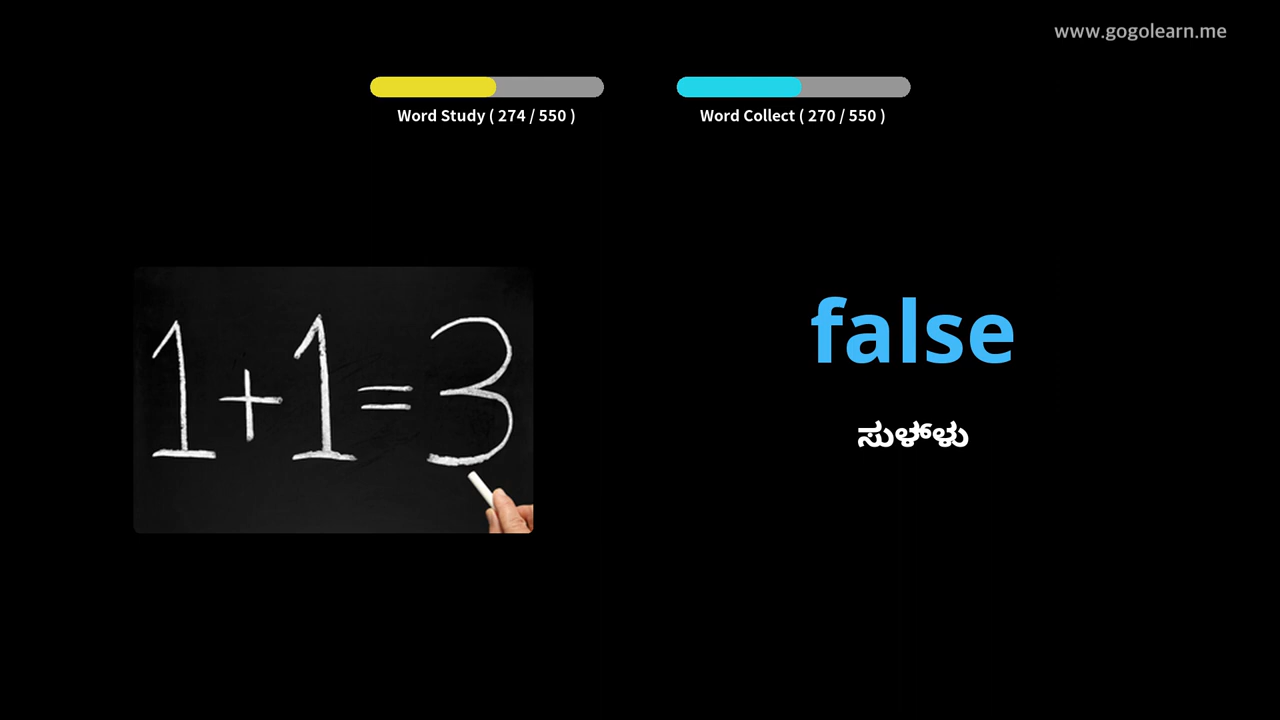 www.gogolearn.me
Word Study ( 274 / 550 )
Word Collect ( 270 / 550 )
1+1=3
false
ಸುಳ್ಳು